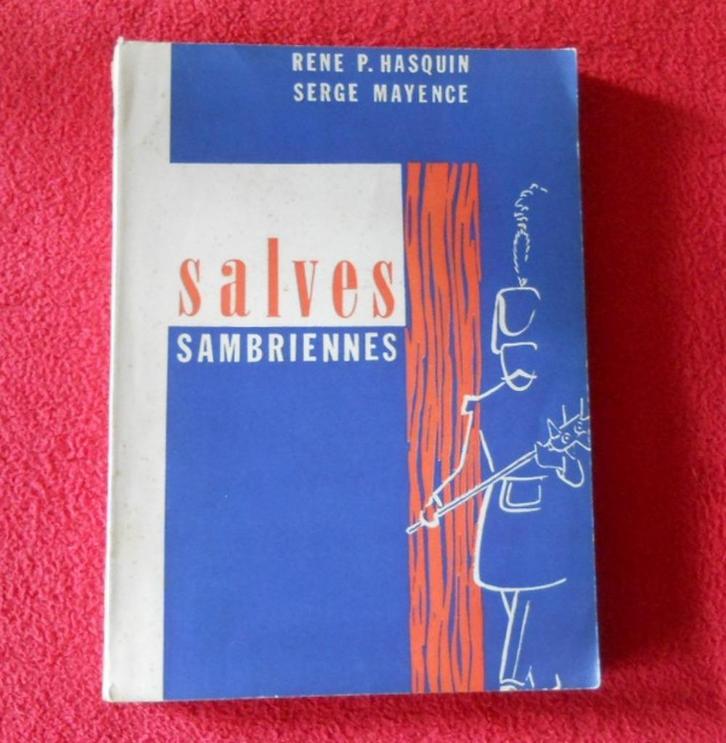 RENE P. HASQUIN
SERGE MAYENCE
salves
SAMBRIENNES